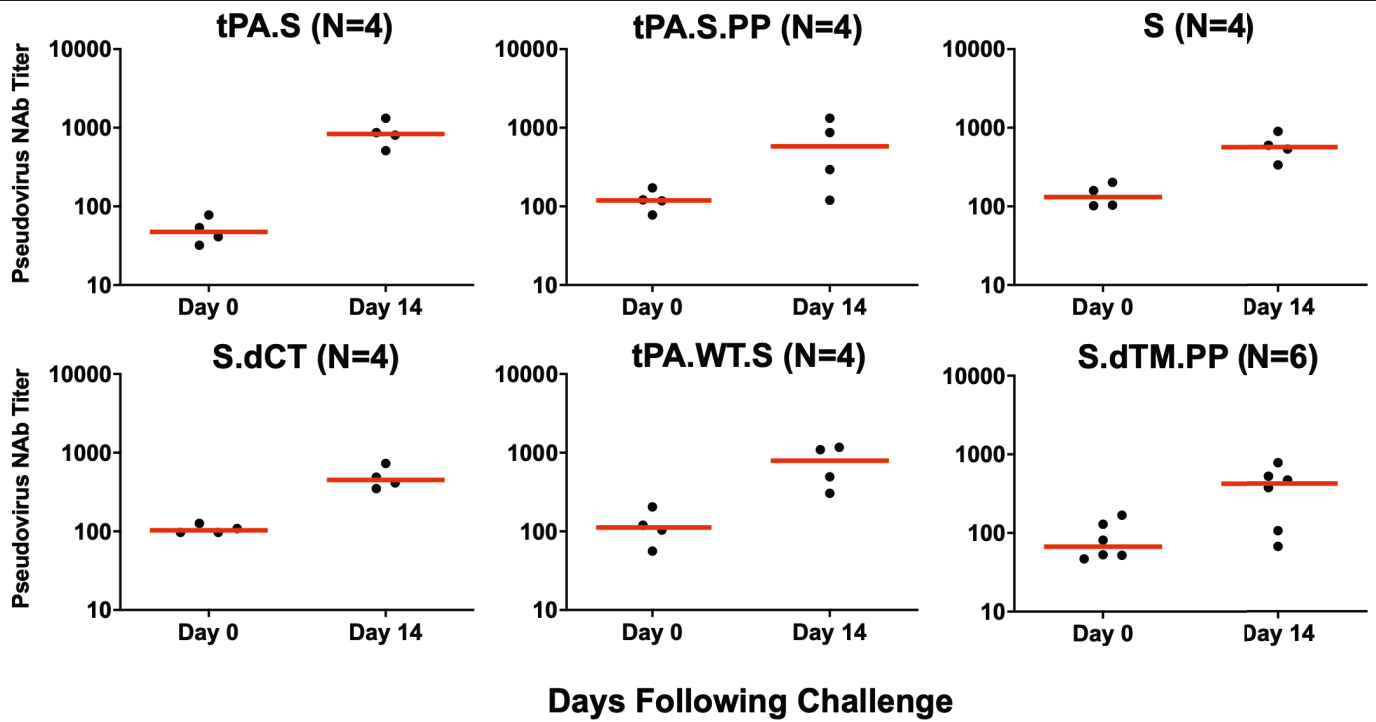 tPA.S (N=4)
tPA.S.PP (N=4)
S (N=4)
Pseudovirus NAb Titer
10000
1000
100
10
Day 0
Day 14
10000
1000
100
10
Day 0
Day 14
10000
1000
100
10
Day 0
Day 14
S.dCT (N=4)
tPA.WT.S (N=4)
S.dTM.PP (N=6)
Pseudovirus NAb Titer
10000
1000
100
10
Day 0
Day 14
10000
1000
100
10
Day 0
Day 14
10000
1000
100
10
Day 0
Day 14
Days Following Challenge